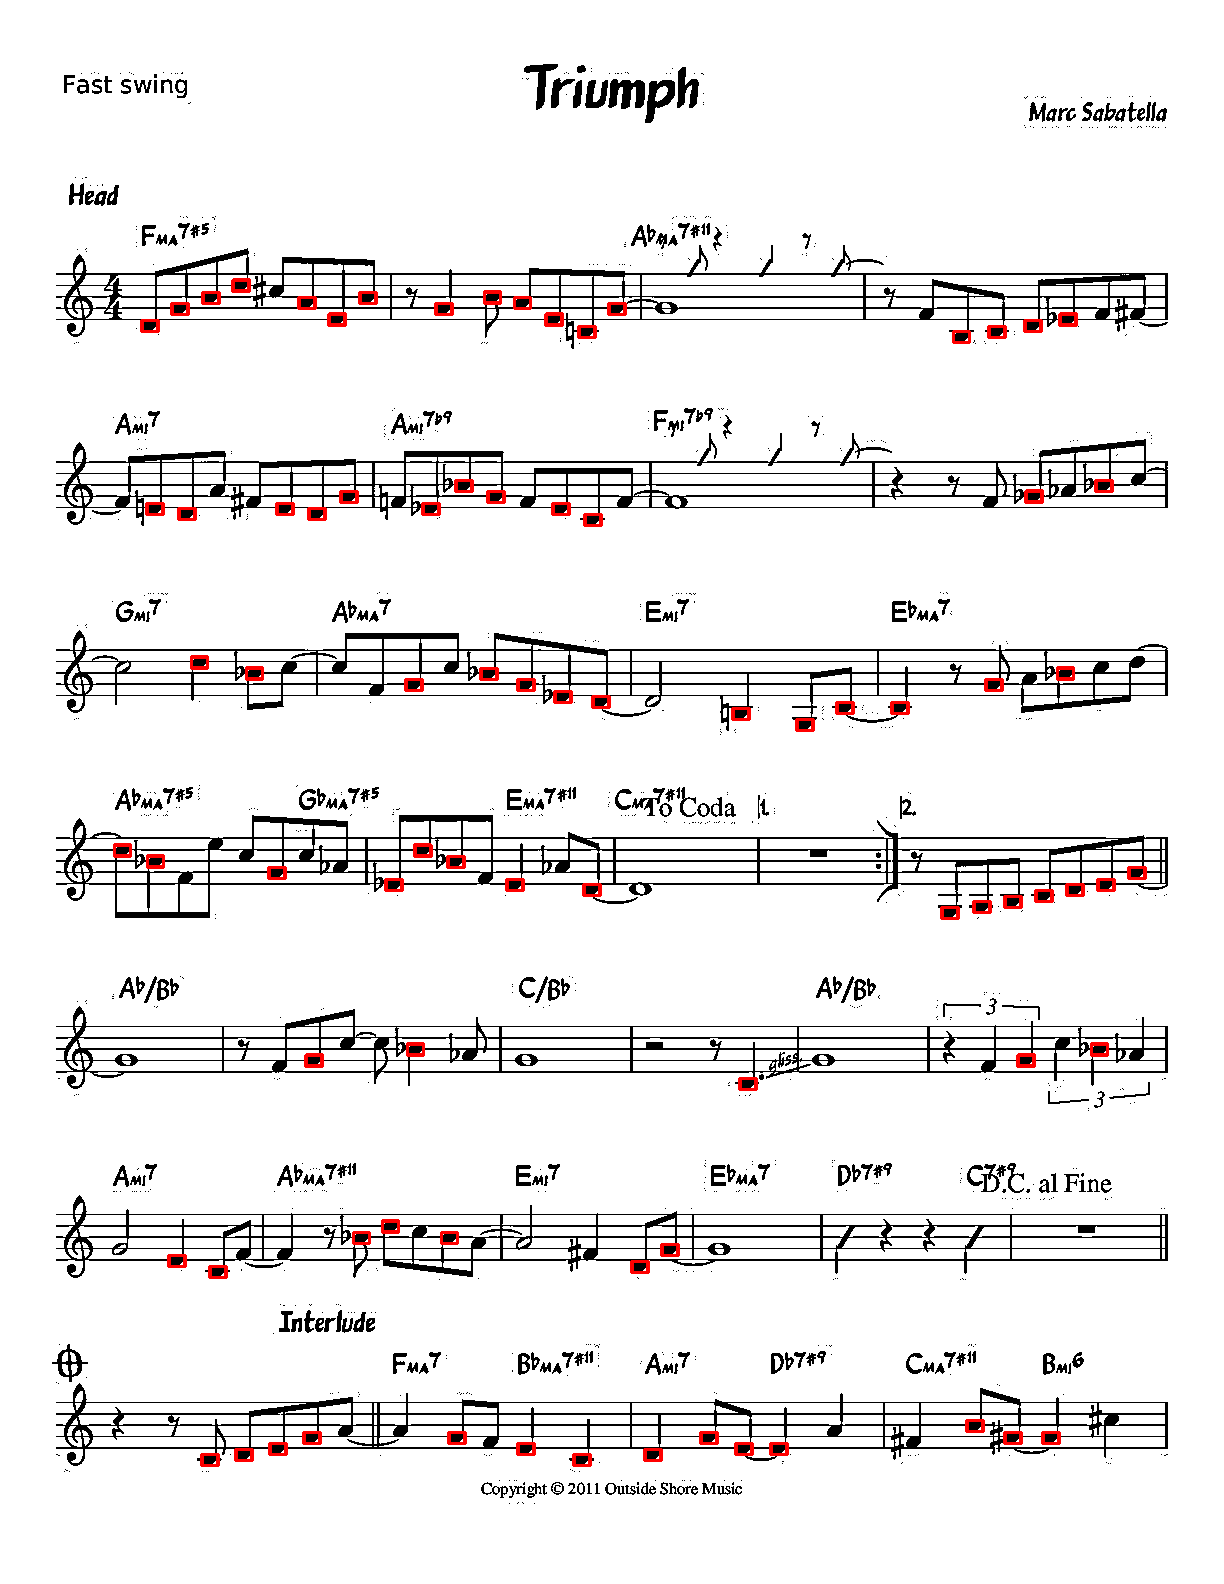 Fast swing
Triumph
Marc Sabatella
Head
FMA7#5 AbMA7#11
AMI7 AMI7b9 FMI7b9
GMI7 AbMA7 EMI7 EbMA7
AbMA7#5 GbMA7#5 EMA7#11 CMA7#11 To Coda 1. 2.
Ab/Bb C/Bb Ab/Bb
3
gliss.
3
AMI7 AbMA7#11 EMI7 EbMA7 Db7#9 C7#9 D.C. al Fine
Interlude
FMA7 BbMA7#11 AMI7 Db7#9 CMA7#11 BMI6
Copyright © 2011 Outside Shore Music